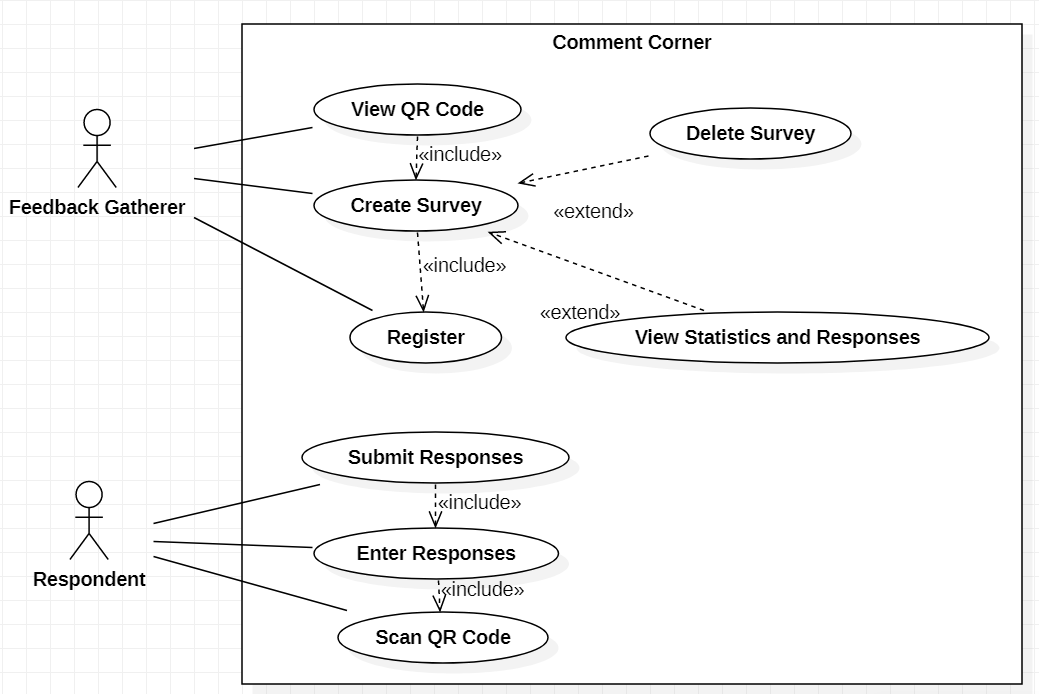 Comment Corner
View QR Code
Delete Survey
«include»
Create Survey
Feedback Gatherer
«extend»
«include»
«extend»
Register
View Statistics and Responses
Submit Responses
«include»
Enter Responses
Respondent
«include»
Scan QR Code